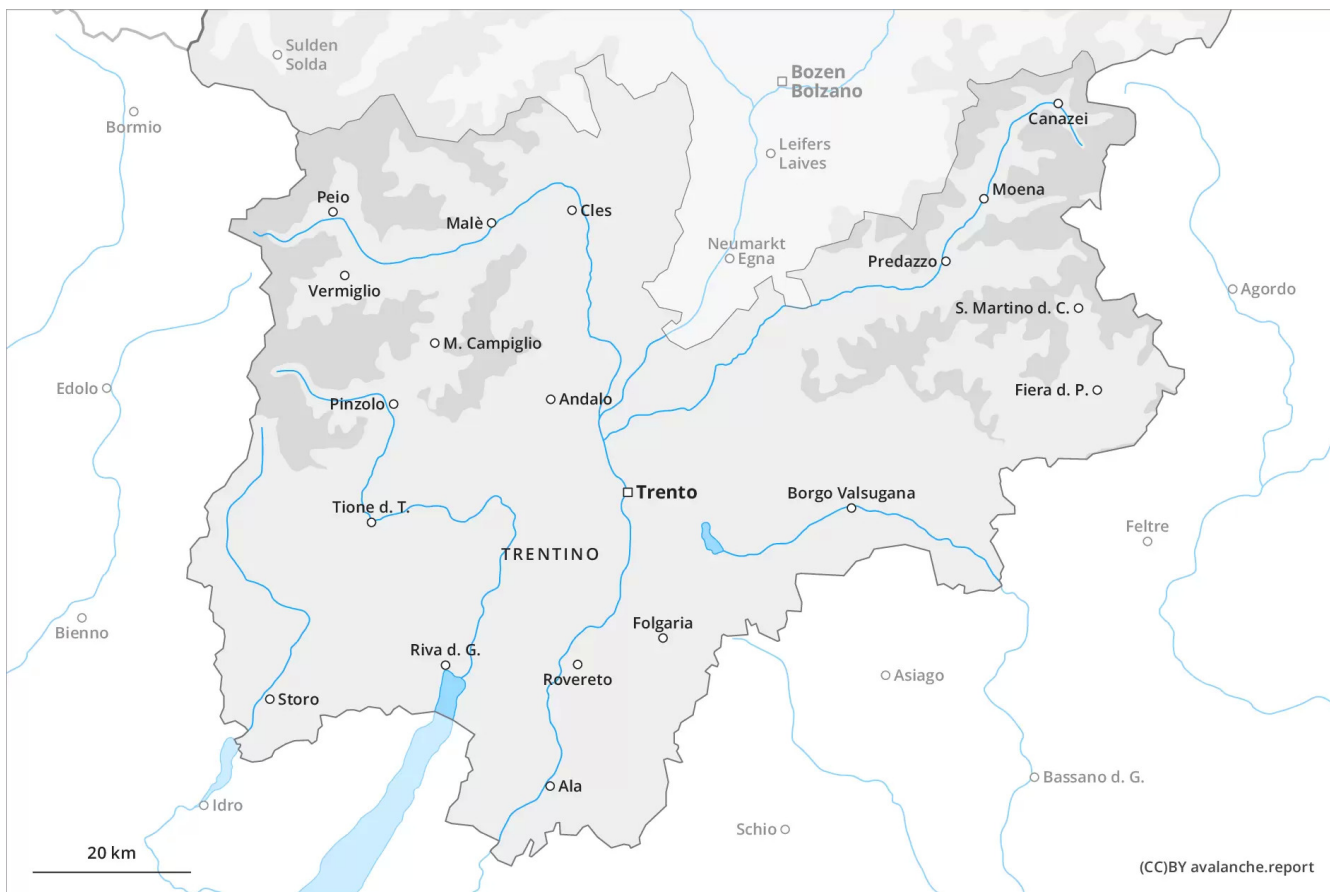 Sulden
Solda
Bozen
Bolzano
Bormio
Canazei
Leifers
Laives
Peio
Moena
Malè
Cles
Neumarkt
Egna
Predazzo
Vermiglio
Agordo
S. Martino d. C.
M. Campiglio
Edolo
Fiera d. P.
Andalo
Pinzolo
Trento
Borgo Valsugana
Tione d. T.
Feltre
TRENTINO
Bienno
Folgaria
Riva d. G.
Asiago
Rovereto
Storo
Bassano d. G.
Ala
Idro
Schio
20 km
(CC)BY avalanche.report